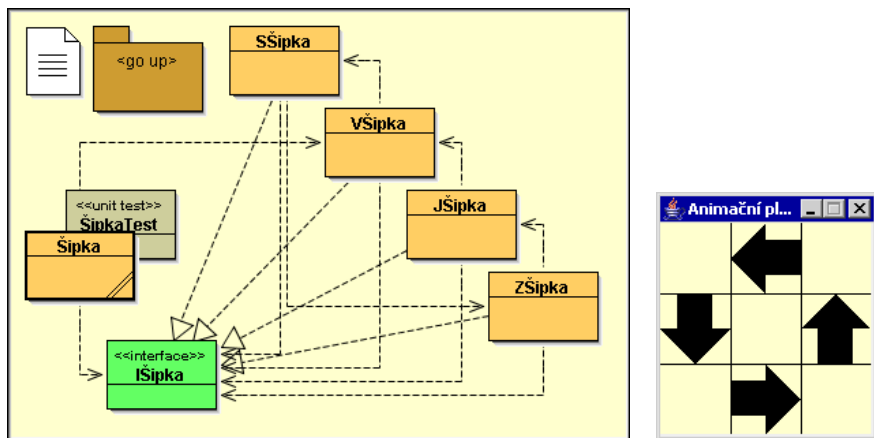 <go up>
SŠipka
VŠipka
<<unit test>>
ŠipkaTest
Šipka
JŠipka
ZŠipka
<<interface>>
IŠipka
Animační pl...